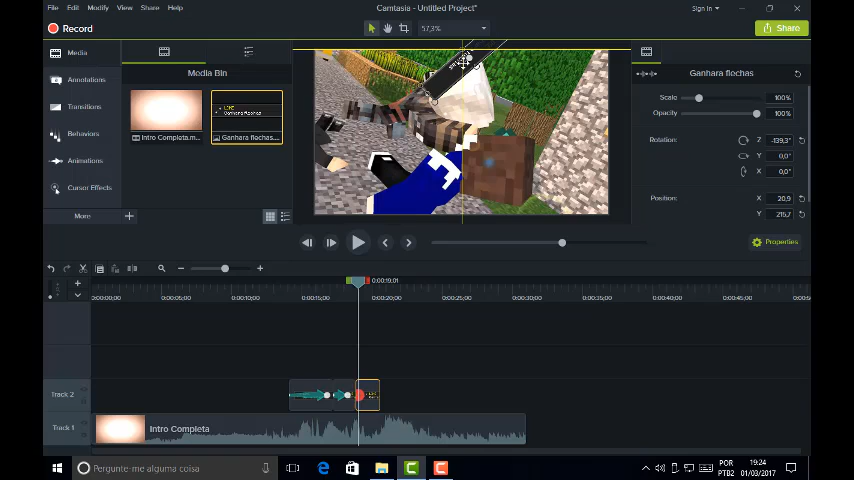 File Edit Modify View Share Help
Camtasia - Untitled Project*
Sign In
Record
57,3%
Share
Media
Annotations
Transitions
Behaviors
Animations
Cursor Effects
More
Media Bin
Intro Completa.m...
Ganhara flechas....
Ganhara flochas
Scale 100%
Opacity 100%
Rotation: Z -139,3°
Y 0,0°
X 0,0°
Position: X 20,9
Y 215,7
Properties
0:00:19;01
00:00:00;00 0:00:05;00 0:00:10;00 0:00:15;00 0:00:20;00 0:00:25;00 0:00:30;00 0:00:35;00 0:00:40;00 0:00:45;00
Track 2
Track 1
Intro Completa
Pergunte-me alguma coisa
POR
PTB2
19:24
01/03/2017